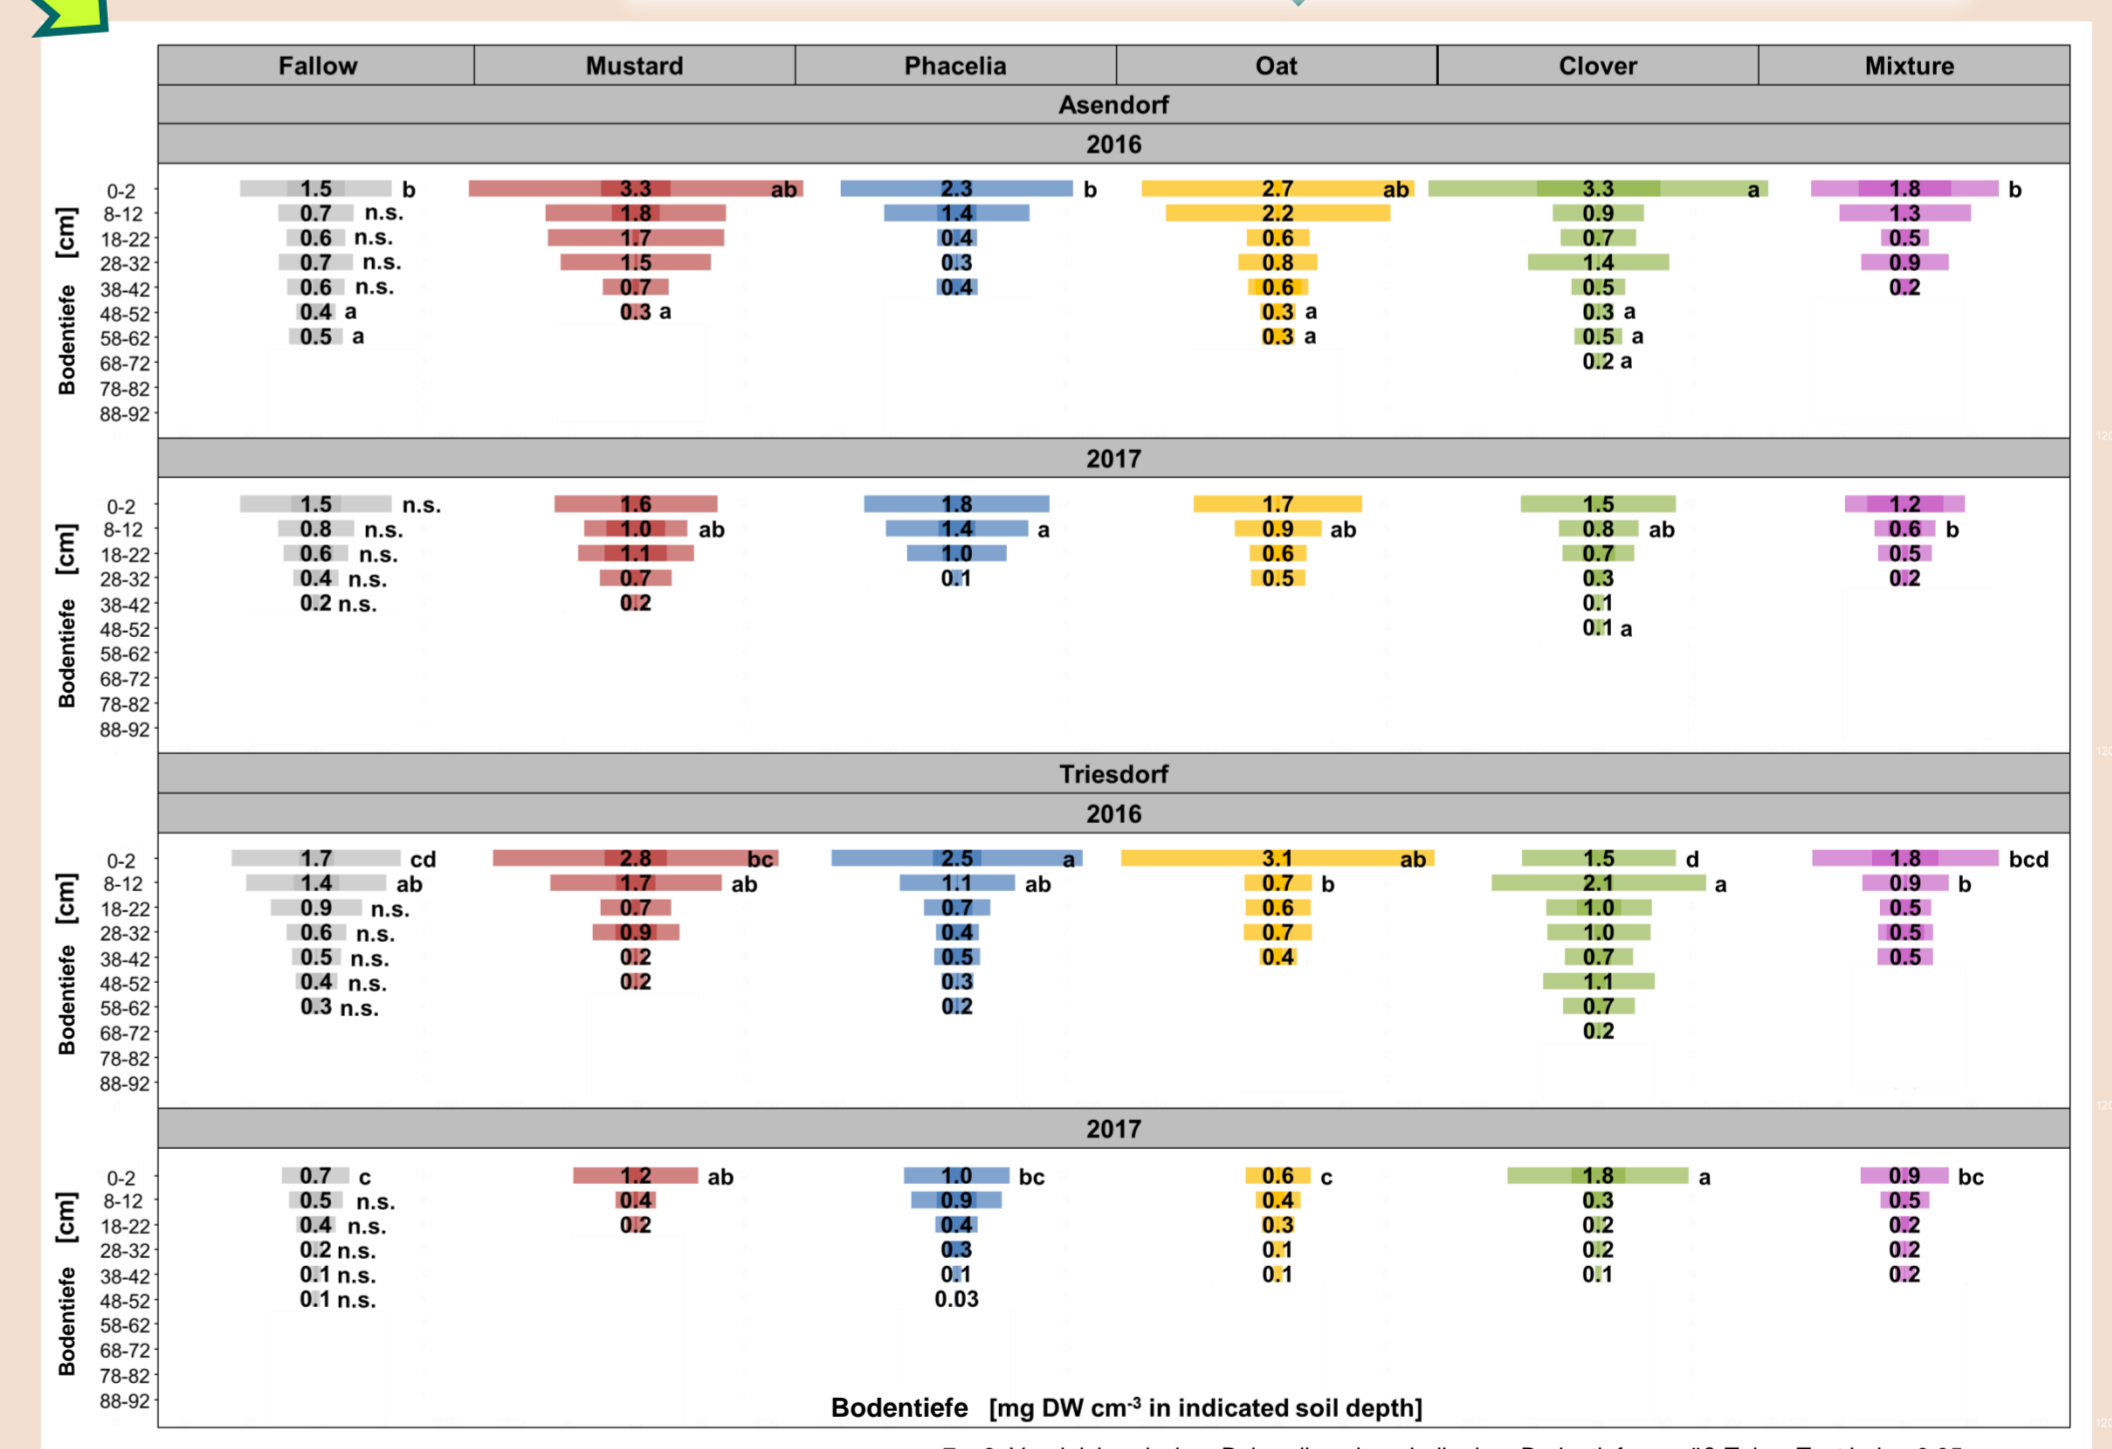 Fallow Mustard Phacelia Oat Clover Mixture
Asendorf
2016
0-2 1.5 b 3.3 ab 2.3 b 2.7 ab 3.3 a 1.8 b
8-12 0.7 n.s. 1.8 1.4 2.2 0.9 1.3
18-22 0.6 n.s. 1.7 0.4 0.6 0.7 0.5
28-32 0.7 n.s. 1.5 0.3 0.8 1.4 0.9
38-42 0.6 n.s. 0.7 0.4 0.6 0.5 0.2
48-52 0.4 a 0.3 a 0.3 a 0.3 a
58-62 0.5 a 0.3 a 0.5 a
68-72 0.2 a
78-82
88-92
Bodentiefe [cm]
2017
0-2 1.5 n.s. 1.6 1.8 1.7 1.5 1.2
8-12 0.8 n.s. 1.0 ab 1.4 a 0.9 ab 0.8 ab 0.6 b
18-22 0.6 n.s. 1.1 1.0 0.6 0.7 0.5
28-32 0.4 n.s. 0.7 0.1 0.5 0.3 0.2
38-42 0.2 n.s. 0.2 0.1
48-52 0.1 a
58-62
68-72
78-82
88-92
Bodentiefe [cm]
Triesdorf
2016
0-2 1.7 cd 2.8 bc 2.5 a 3.1 ab 1.5 d 1.8 bcd
8-12 1.4 ab 1.7 ab 1.1 ab 0.7 b 2.1 a 0.9 b
18-22 0.9 n.s. 0.7 0.7 0.6 1.0 0.5
28-32 0.6 n.s. 0.9 0.4 0.7 1.0 0.5
38-42 0.5 n.s. 0.2 0.5 0.4 0.7 0.5
48-52 0.4 n.s. 0.2 0.3 1.1
58-62 0.3 n.s. 0.2 0.7
68-72 0.2
78-82
88-92
Bodentiefe [cm]
2017
0-2 0.7 c 1.2 ab 1.0 bc 0.6 c 1.8 a 0.9 bc
8-12 0.5 n.s. 0.4 0.9 0.4 0.3 0.5
18-22 0.4 n.s. 0.2 0.4 0.3 0.2 0.2
28-32 0.2 n.s. 0.3 0.1 0.2 0.2
38-42 0.1 n.s. 0.1 0.1 0.1 0.2
48-52 0.1 n.s. 0.03
58-62
68-72
78-82
88-92
Bodentiefe [cm]
Bodentiefe [mg DW cm⁻³ in indicated soil depth]